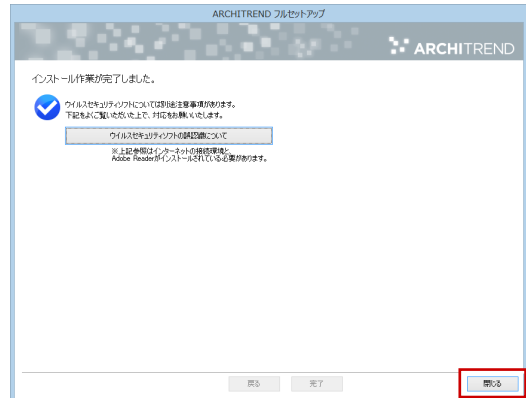 ARCHITREND フルセットアップ
ARCHITREND
インストール作業が完了しました。
ウイルスセキュリティソフトについては別途注意事項があります。
下記をよくご覧いただいた上で、対応をお願いいたします。
ウイルスセキュリティソフトの誤認識について
※上記参照はインターネットの接続環境と、
Adobe Readerがインストールされている必要があります。
戻る
完了
閉じる